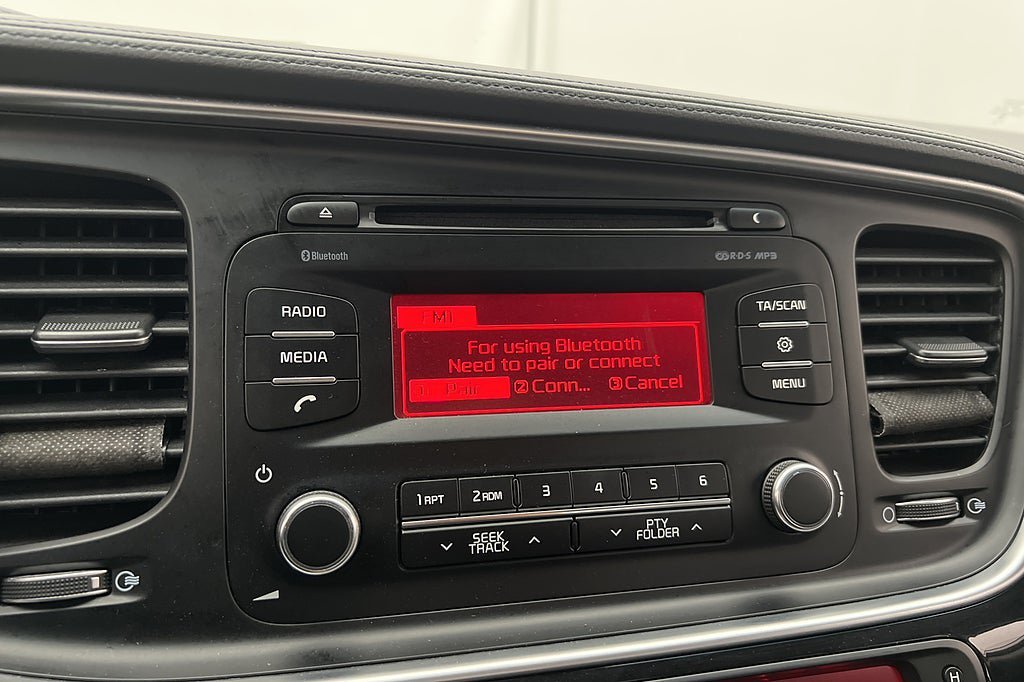 Bluetooth
R·D·S MP3
RADIO
MEDIA
TA/SCAN
MENU
FM1
For using Bluetooth
Need to pair or connect
1 Pair 2 Conn... 3 Cancel
1 RPT 2 RDM 3 4 5 6
SEEK
TRACK
PTY
FOLDER
H